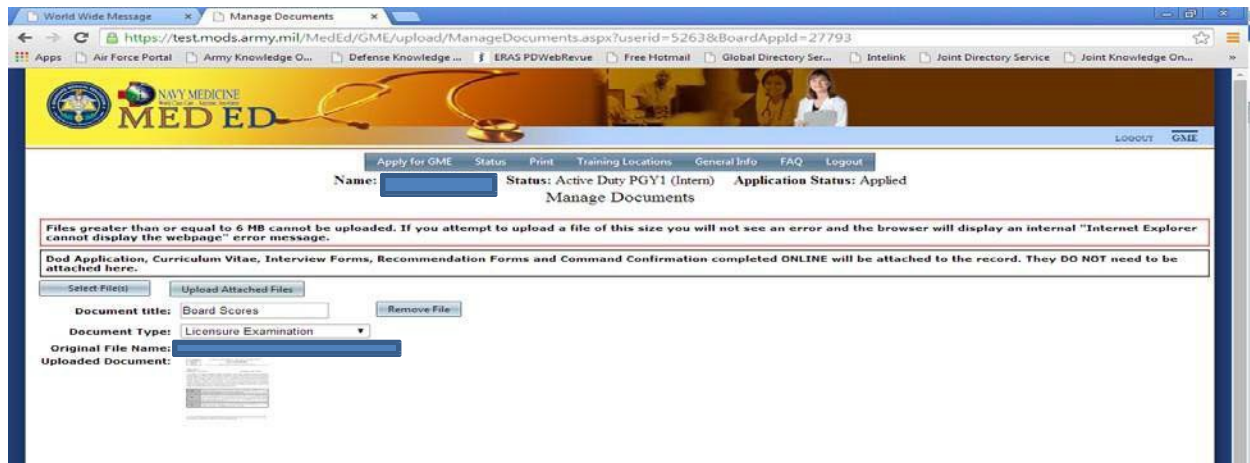 World Wide Message
Manage Documents
https://test.mods.army.mil/MedEd/GME/upload/ManageDocuments.aspx?userid=5263&BoardAppId=27793
Apps Air Force Portal Army Knowledge O... Defense Knowledge ... ERAS PDWebRevue Free Hotmail Global Directory Ser... Intelink Joint Directory Service Joint Knowledge On... »
NAVY MEDICINE
MED ED
LOGOUT GME
Apply for GME Status Print Training Locations General Info FAQ Logout
Name: Status: Active Duty PGY1 (Intern) Application Status: Applied
Manage Documents
Files greater than or equal to 6 MB cannot be uploaded. If you attempt to upload a file of this size you will not see an error and the browser will display an internal "Internet Explorer
cannot display the webpage" error message.
Dod Application, Curriculum Vitae, Interview Forms, Recommendation Forms and Command Confirmation completed ONLINE will be attached to the record. They DO NOT need to be
attached here.
Select File(s) Upload Attached Files
Document title: Board Scores Remove File
Document Type: Licensure Examination
Original File Name:
Uploaded Document: